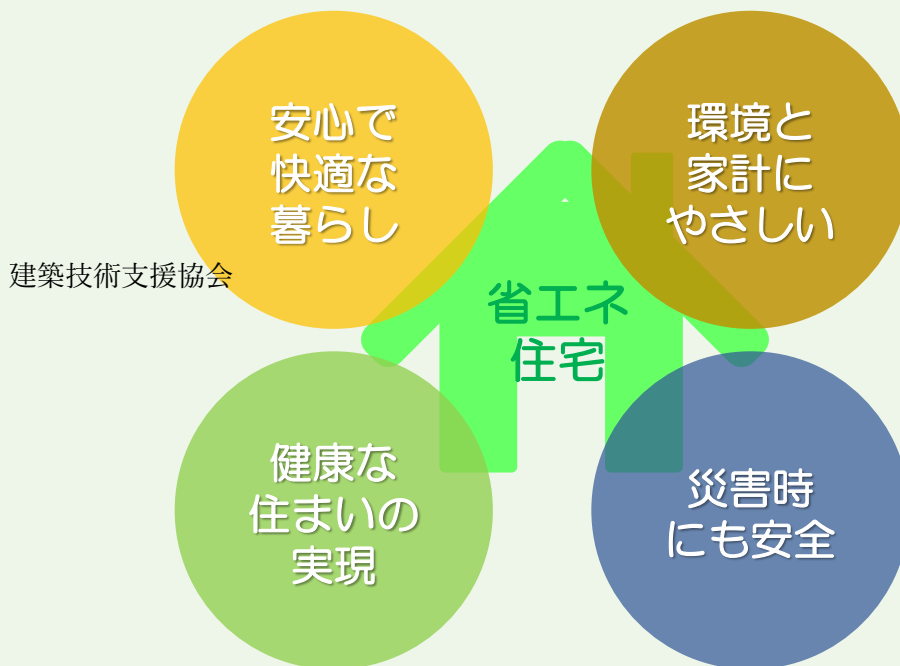 安心で
快適な
暮らし
環境と
家計に
やさしい
建築技術支援協会
省エネ
住宅
健康な
住まいの
実現
災害時
にも安全